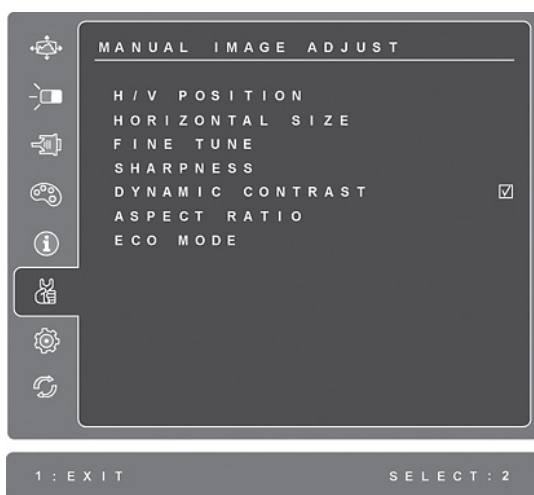 MANUAL IMAGE ADJUST
H/V POSITION
HORIZONTAL SIZE
FINE TUNE
SHARPNESS
DYNAMIC CONTRAST
ASPECT RATIO
ECO MODE
1:EXIT SELECT:2